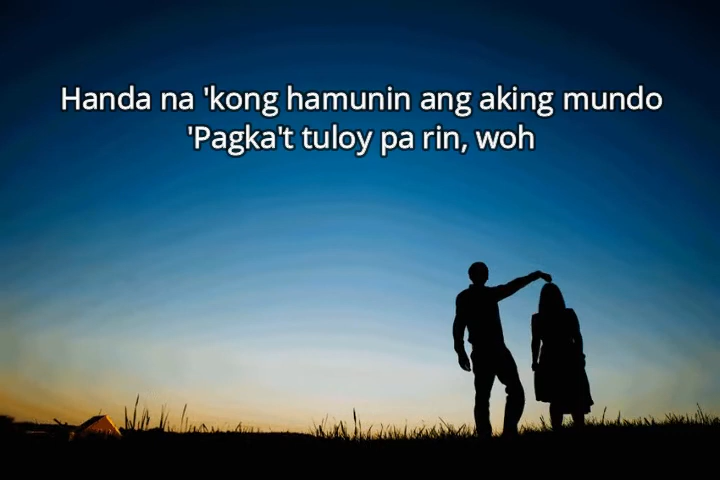 Handa na 'kong hamunin ang aking mundo
'Pagka't tuloy pa rin, woh